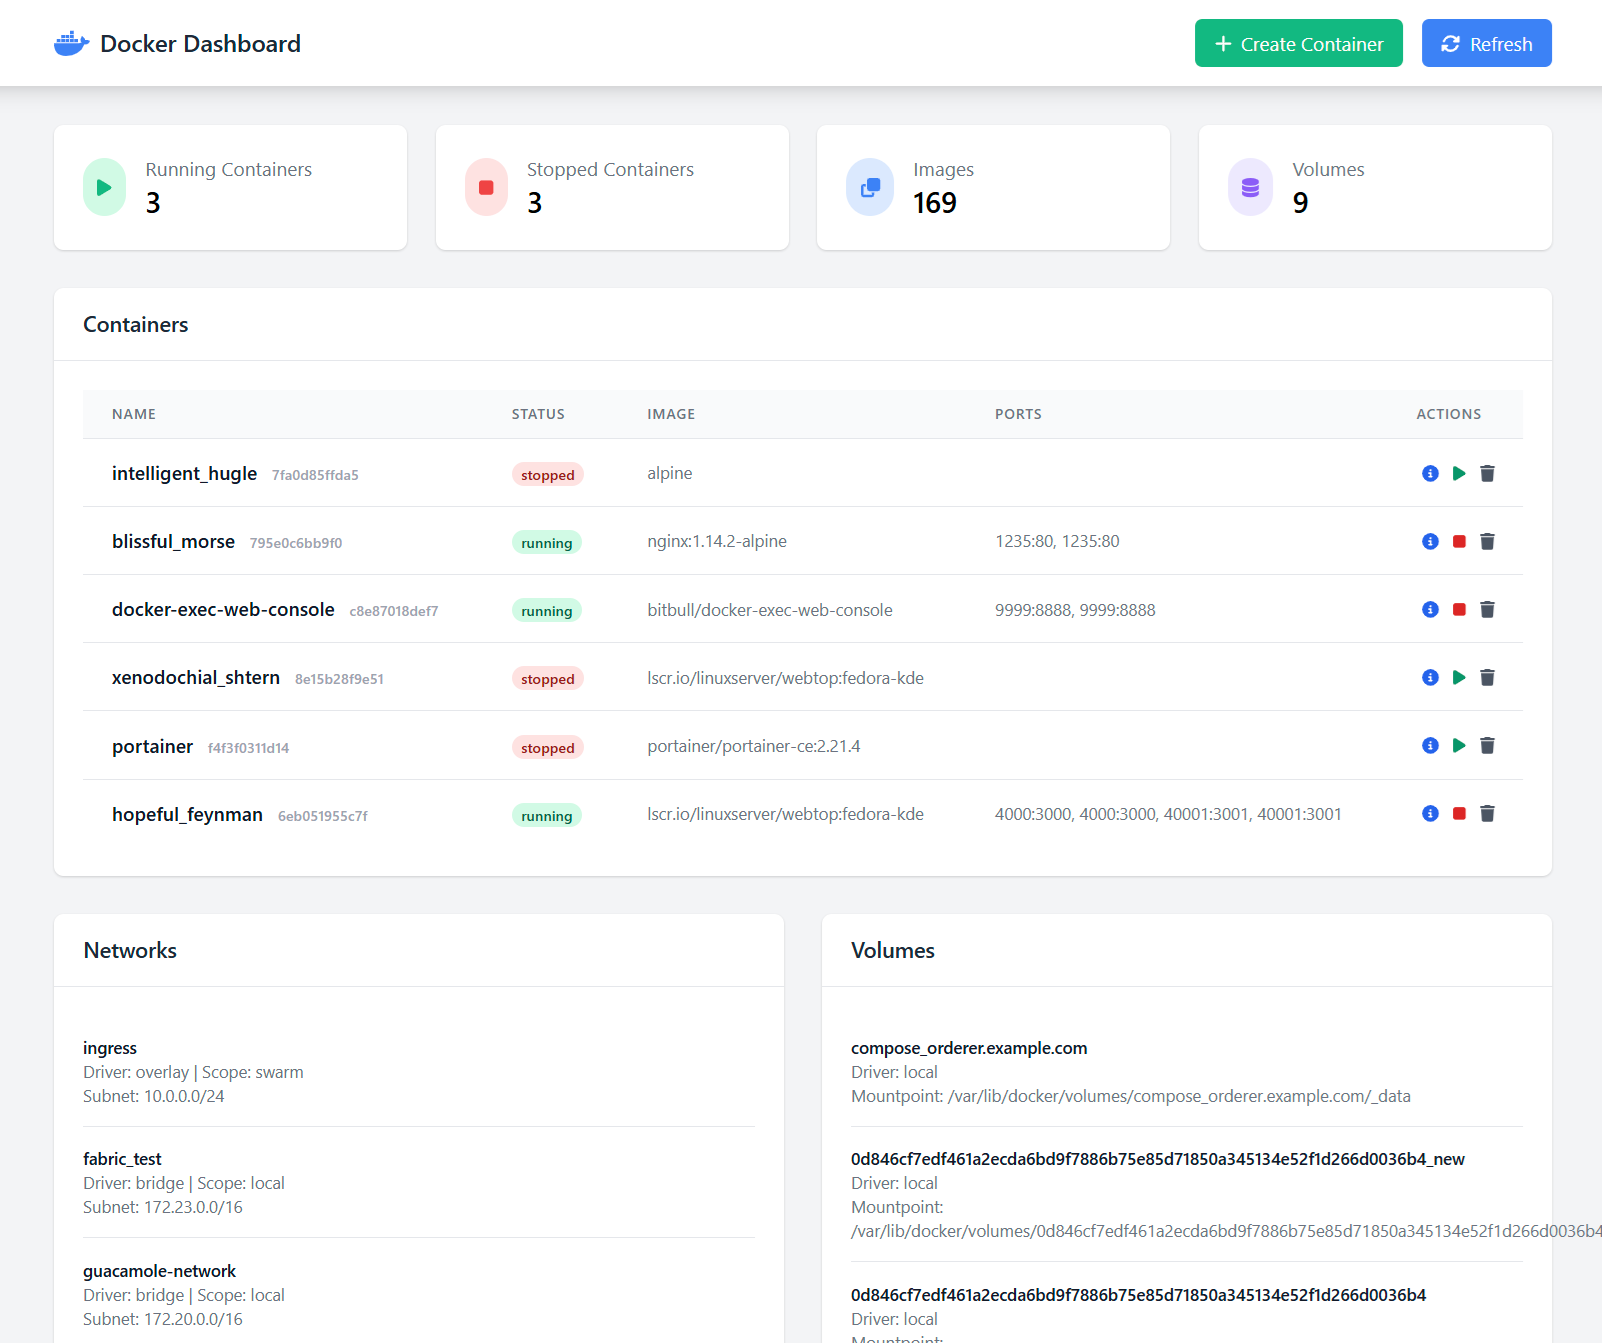 Docker Dashboard
Create Container
Refresh
Running Containers
3
Stopped Containers
3
Images
169
Volumes
9
Containers
NAME STATUS IMAGE PORTS ACTIONS
intelligent_hugle 7fa0d85ffda5 stopped alpine
blissful_morse 795e0c6bb9f0 running nginx:1.14.2-alpine 1235:80, 1235:80
docker-exec-web-console c8e87018def7 running bitbull/docker-exec-web-console 9999:8888, 9999:8888
xenodochial_shtern 8e15b28f9e51 stopped lscr.io/linuxserver/webtop:fedora-kde
portainer f4f3f0311d14 stopped portainer/portainer-ce:2.21.4
hopeful_feynman 6eb051955c7f running lscr.io/linuxserver/webtop:fedora-kde 4000:3000, 4000:3000, 40001:3001, 40001:3001
Networks
ingress
Driver: overlay | Scope: swarm
Subnet: 10.0.0.0/24
fabric_test
Driver: bridge | Scope: local
Subnet: 172.23.0.0/16
guacamole-network
Driver: bridge | Scope: local
Subnet: 172.20.0.0/16
Volumes
compose_orderer.example.com
Driver: local
Mountpoint: /var/lib/docker/volumes/compose_orderer.example.com/_data
0d846cf7edf461a2ecda6bd9f7886b75e85d71850a345134e52f1d266d0036b4_new
Driver: local
Mountpoint:
/var/lib/docker/volumes/0d846cf7edf461a2ecda6bd9f7886b75e85d71850a345134e52f1d266d0036b4
0d846cf7edf461a2ecda6bd9f7886b75e85d71850a345134e52f1d266d0036b4
Driver: local
Mountpoint: